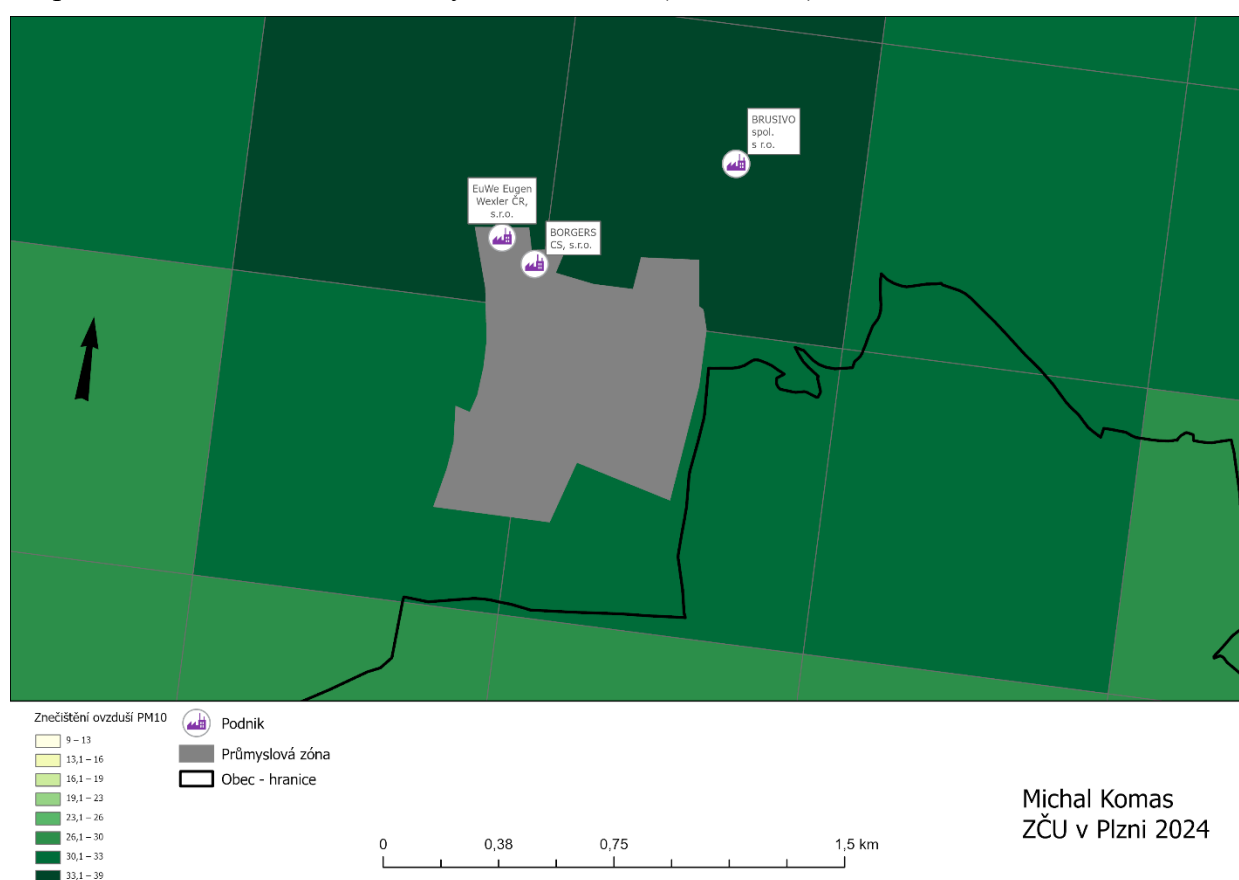 BRUSIVO
spol.
s r.o.
EuWe Eugen
Wexler ČR,
s.r.o.
BORGERS
CS, s.r.o.
Znečištění ovzduší PM10
9 – 13
13,1 – 16
16,1 – 19
19,1 – 23
23,1 – 26
26,1 – 30
30,1 – 33
33,1 – 39
Podnik
Průmyslová zóna
Obec - hranice
0 0,38 0,75 1,5 km
Michal Komas
ZČU v Plzni 2024